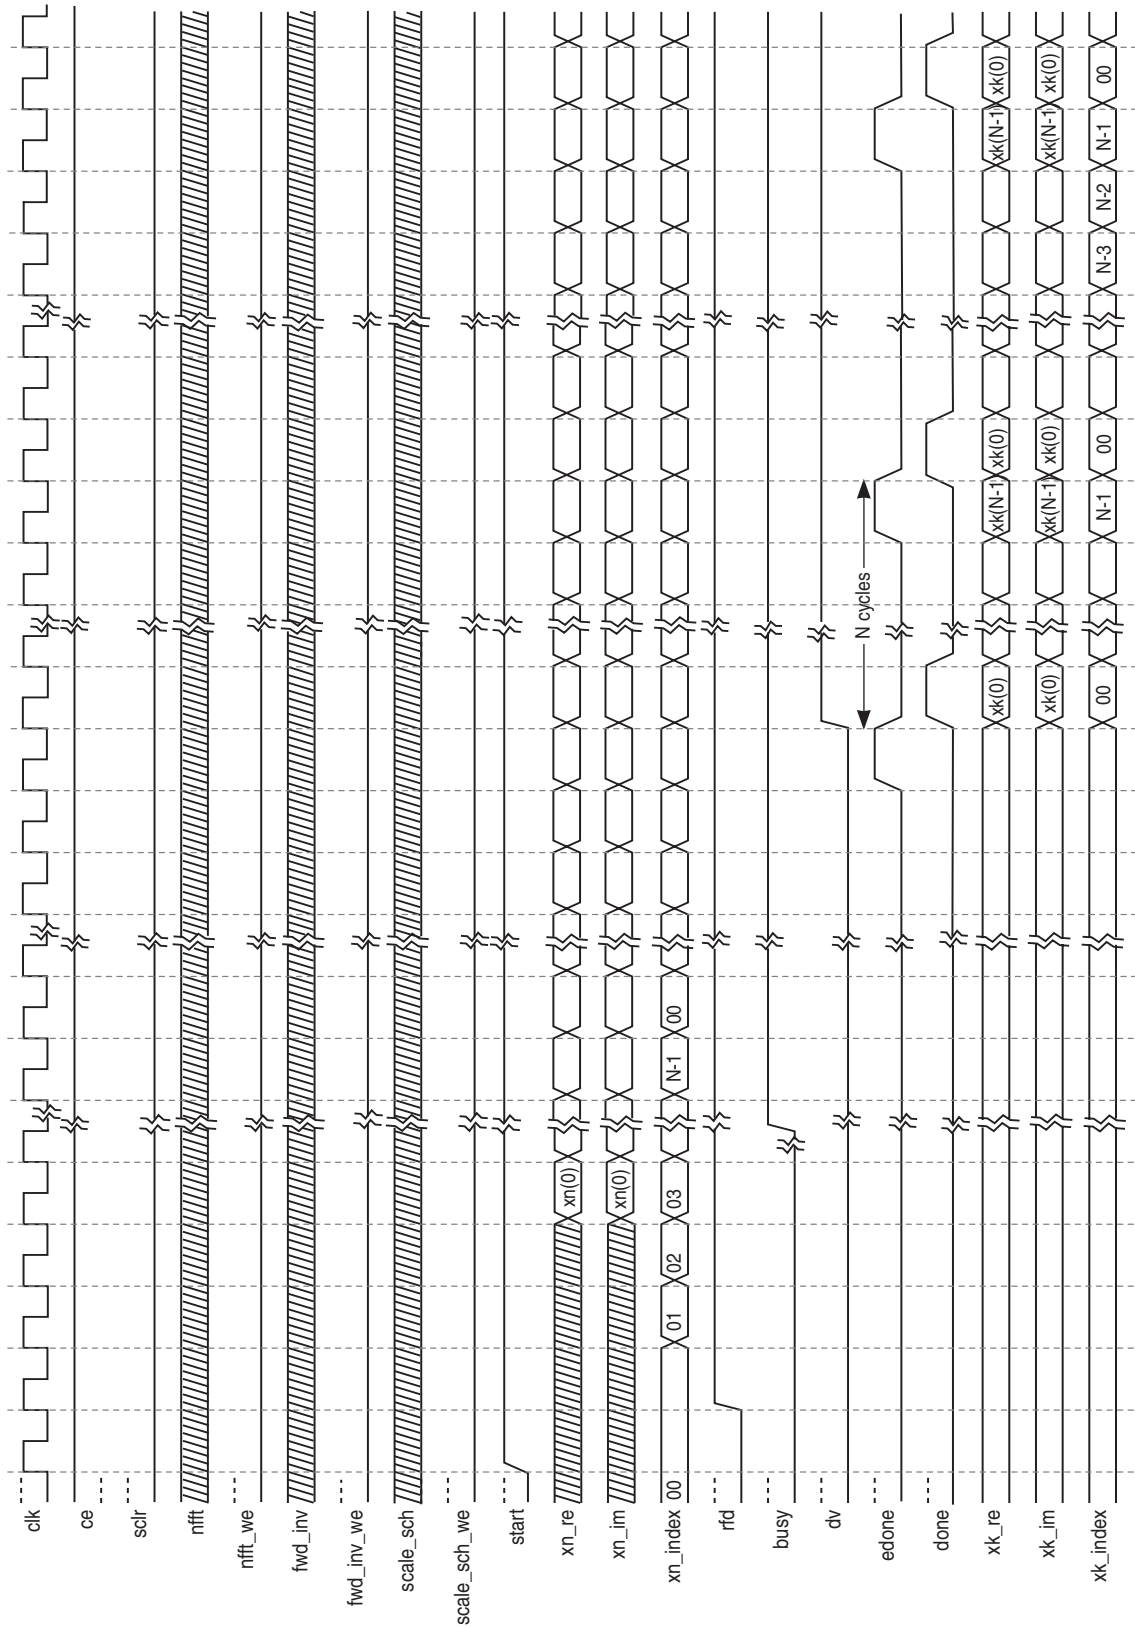 clk
ce
sclr
nfft
nfft_we
fwd_inv
fwd_inv_we
scale_sch
scale_sch_we
start
xn_re xn(0)
xn_im xn(0)
xn_index 00 01 02 03 N-1 00
rfd
busy
dv
N cycles
edone
done
xk_re xk(0) xk(N-1) xk(0) xk(N-1) xk(0)
xk_im xk(0) xk(N-1) xk(0) xk(N-1) xk(0)
xk_index 00 N-1 00 N-3 N-2 N-1 00